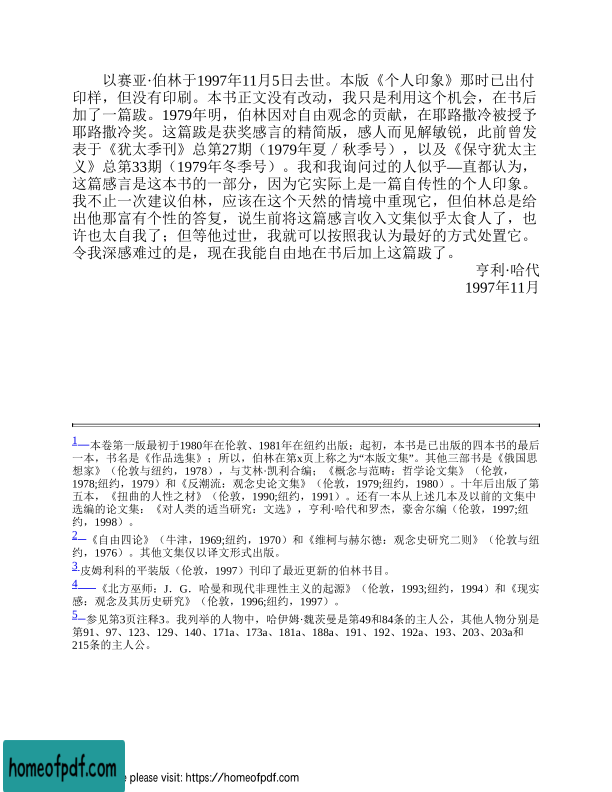 以赛亚·伯林于1997年11月5日去世。本版《个人印象》那时已出付
印样，但没有印刷。本书正文没有改动，我只是利用这个机会，在书后
加了一篇跋。1979年明，伯林因对自由观念的贡献，在耶路撒冷被授予
耶路撒冷奖。这篇跋是获奖感言的精简版，感人而见解敏锐，此前曾发
表于《犹太季刊》总第27期（1979年夏／秋季号），以及《保守犹太主
义》总第33期（1979年冬季号）。我和我询问过的人似乎—直都认为，
这篇感言是这本书的一部分，因为它实际上是一篇自传性的个人印象。
我不止一次建议伯林，应该在这个天然的情境中重现它，但伯林总是给
出他那富有个性的答复，说生前将这篇感言收入文集似乎太食人了，也
许也太自我了；但等他过世，我就可以按照我认为最好的方式处置它。
令我深感难过的是，现在我能自由地在书后加上这篇跋了。
亨利·哈代
1997年11月
1 本卷第一版最初于1980年在伦敦、1981年在纽约出版；起初，本书是已出版的四本书的最后
一本，书名是《作品选集》；所以，伯林在第x页上称之为“本版文集”。其他三部书是《俄国思
想家》（伦敦与纽约，1978），与艾林·凯利合编；《概念与范畴：哲学论文集》（伦敦，
1978;纽约，1979）和《反潮流：观念史论文集》（伦敦，1979;纽约，1980）。十年后出版了第
五本，《扭曲的人性之材》（伦敦，1990;纽约，1991）。还有一本从上述几本及以前的文集中
选编的论文集：《对人类的适当研究：文选》，亨利·哈代和罗杰，豪舍尔编（伦敦，1997;纽
约，1998）。
2 《自由四论》（牛津，1969;纽约，1970）和《维柯与赫尔德：观念史研究二则》（伦敦与纽
约，1976）。其他文集仅以译文形式出版。
3 皮姆利科的平装版（伦敦，1997）刊印了最近更新的伯林书目。
4 《北方巫师：J．G．哈曼和现代非理性主义的起源》（伦敦，1993;纽约，1994）和《现实
感：观念及其历史研究》（伦敦，1996;纽约，1997）。
5 参见第3页注释3。我列举的人物中，哈伊姆·魏茨曼是第49和84条的主人公，其他人物分别是
第91、97、123、129、140、171a、173a、181a、188a、191、192、192a、193、203、203a和
215条的主人公。
homeofpdf.com
e please visit: https://homeofpdf.com